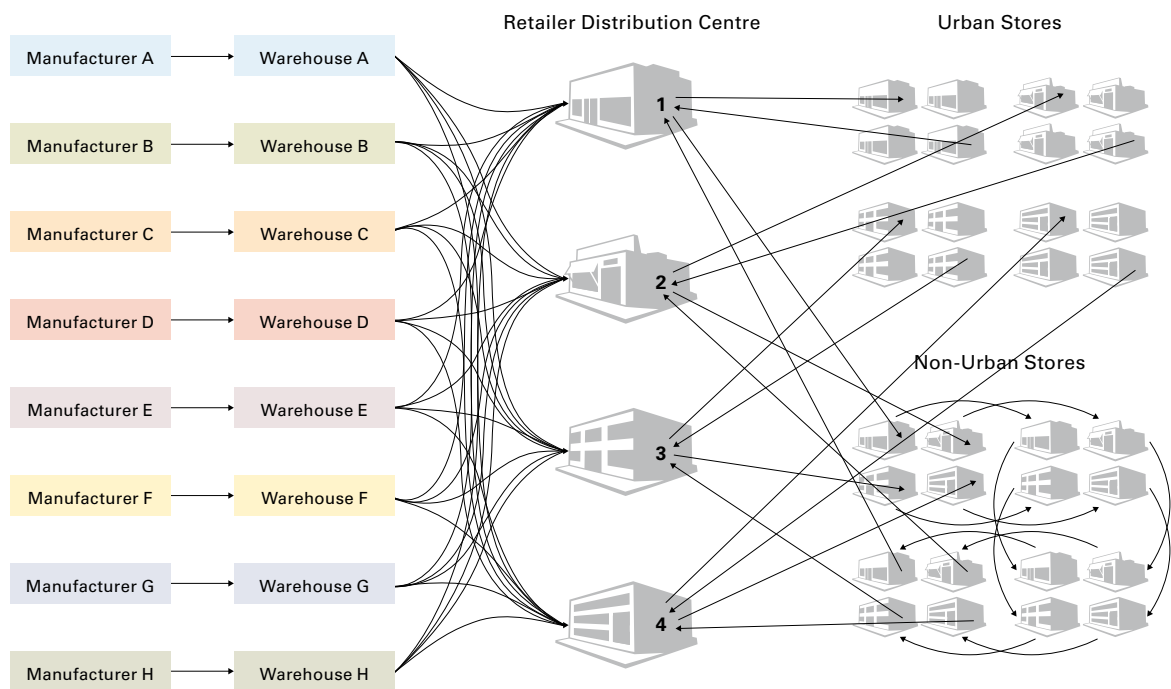 Retailer Distribution Centre
Urban Stores
Manufacturer A
Warehouse A
1
Manufacturer B
Warehouse B
Manufacturer C
Warehouse C
2
Manufacturer D
Warehouse D
Non-Urban Stores
Manufacturer E
Warehouse E
3
Manufacturer F
Warehouse F
Manufacturer G
Warehouse G
4
Manufacturer H
Warehouse H